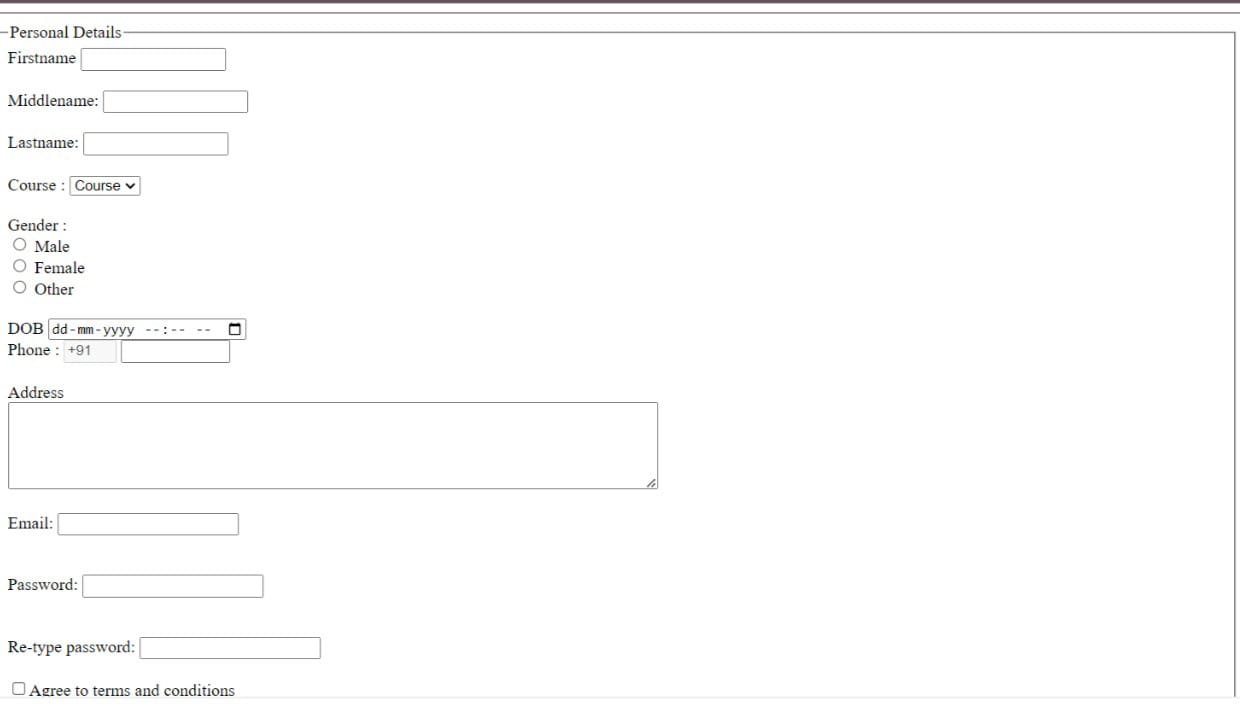 Personal Details
Firstname
Middlename:
Lastname:
Course : Course
Gender :
Male
Female
Other
DOB dd-mm-yyyy --:-- --
Phone : +91
Address
Email:
Password:
Re-type password:
Agree to terms and conditions